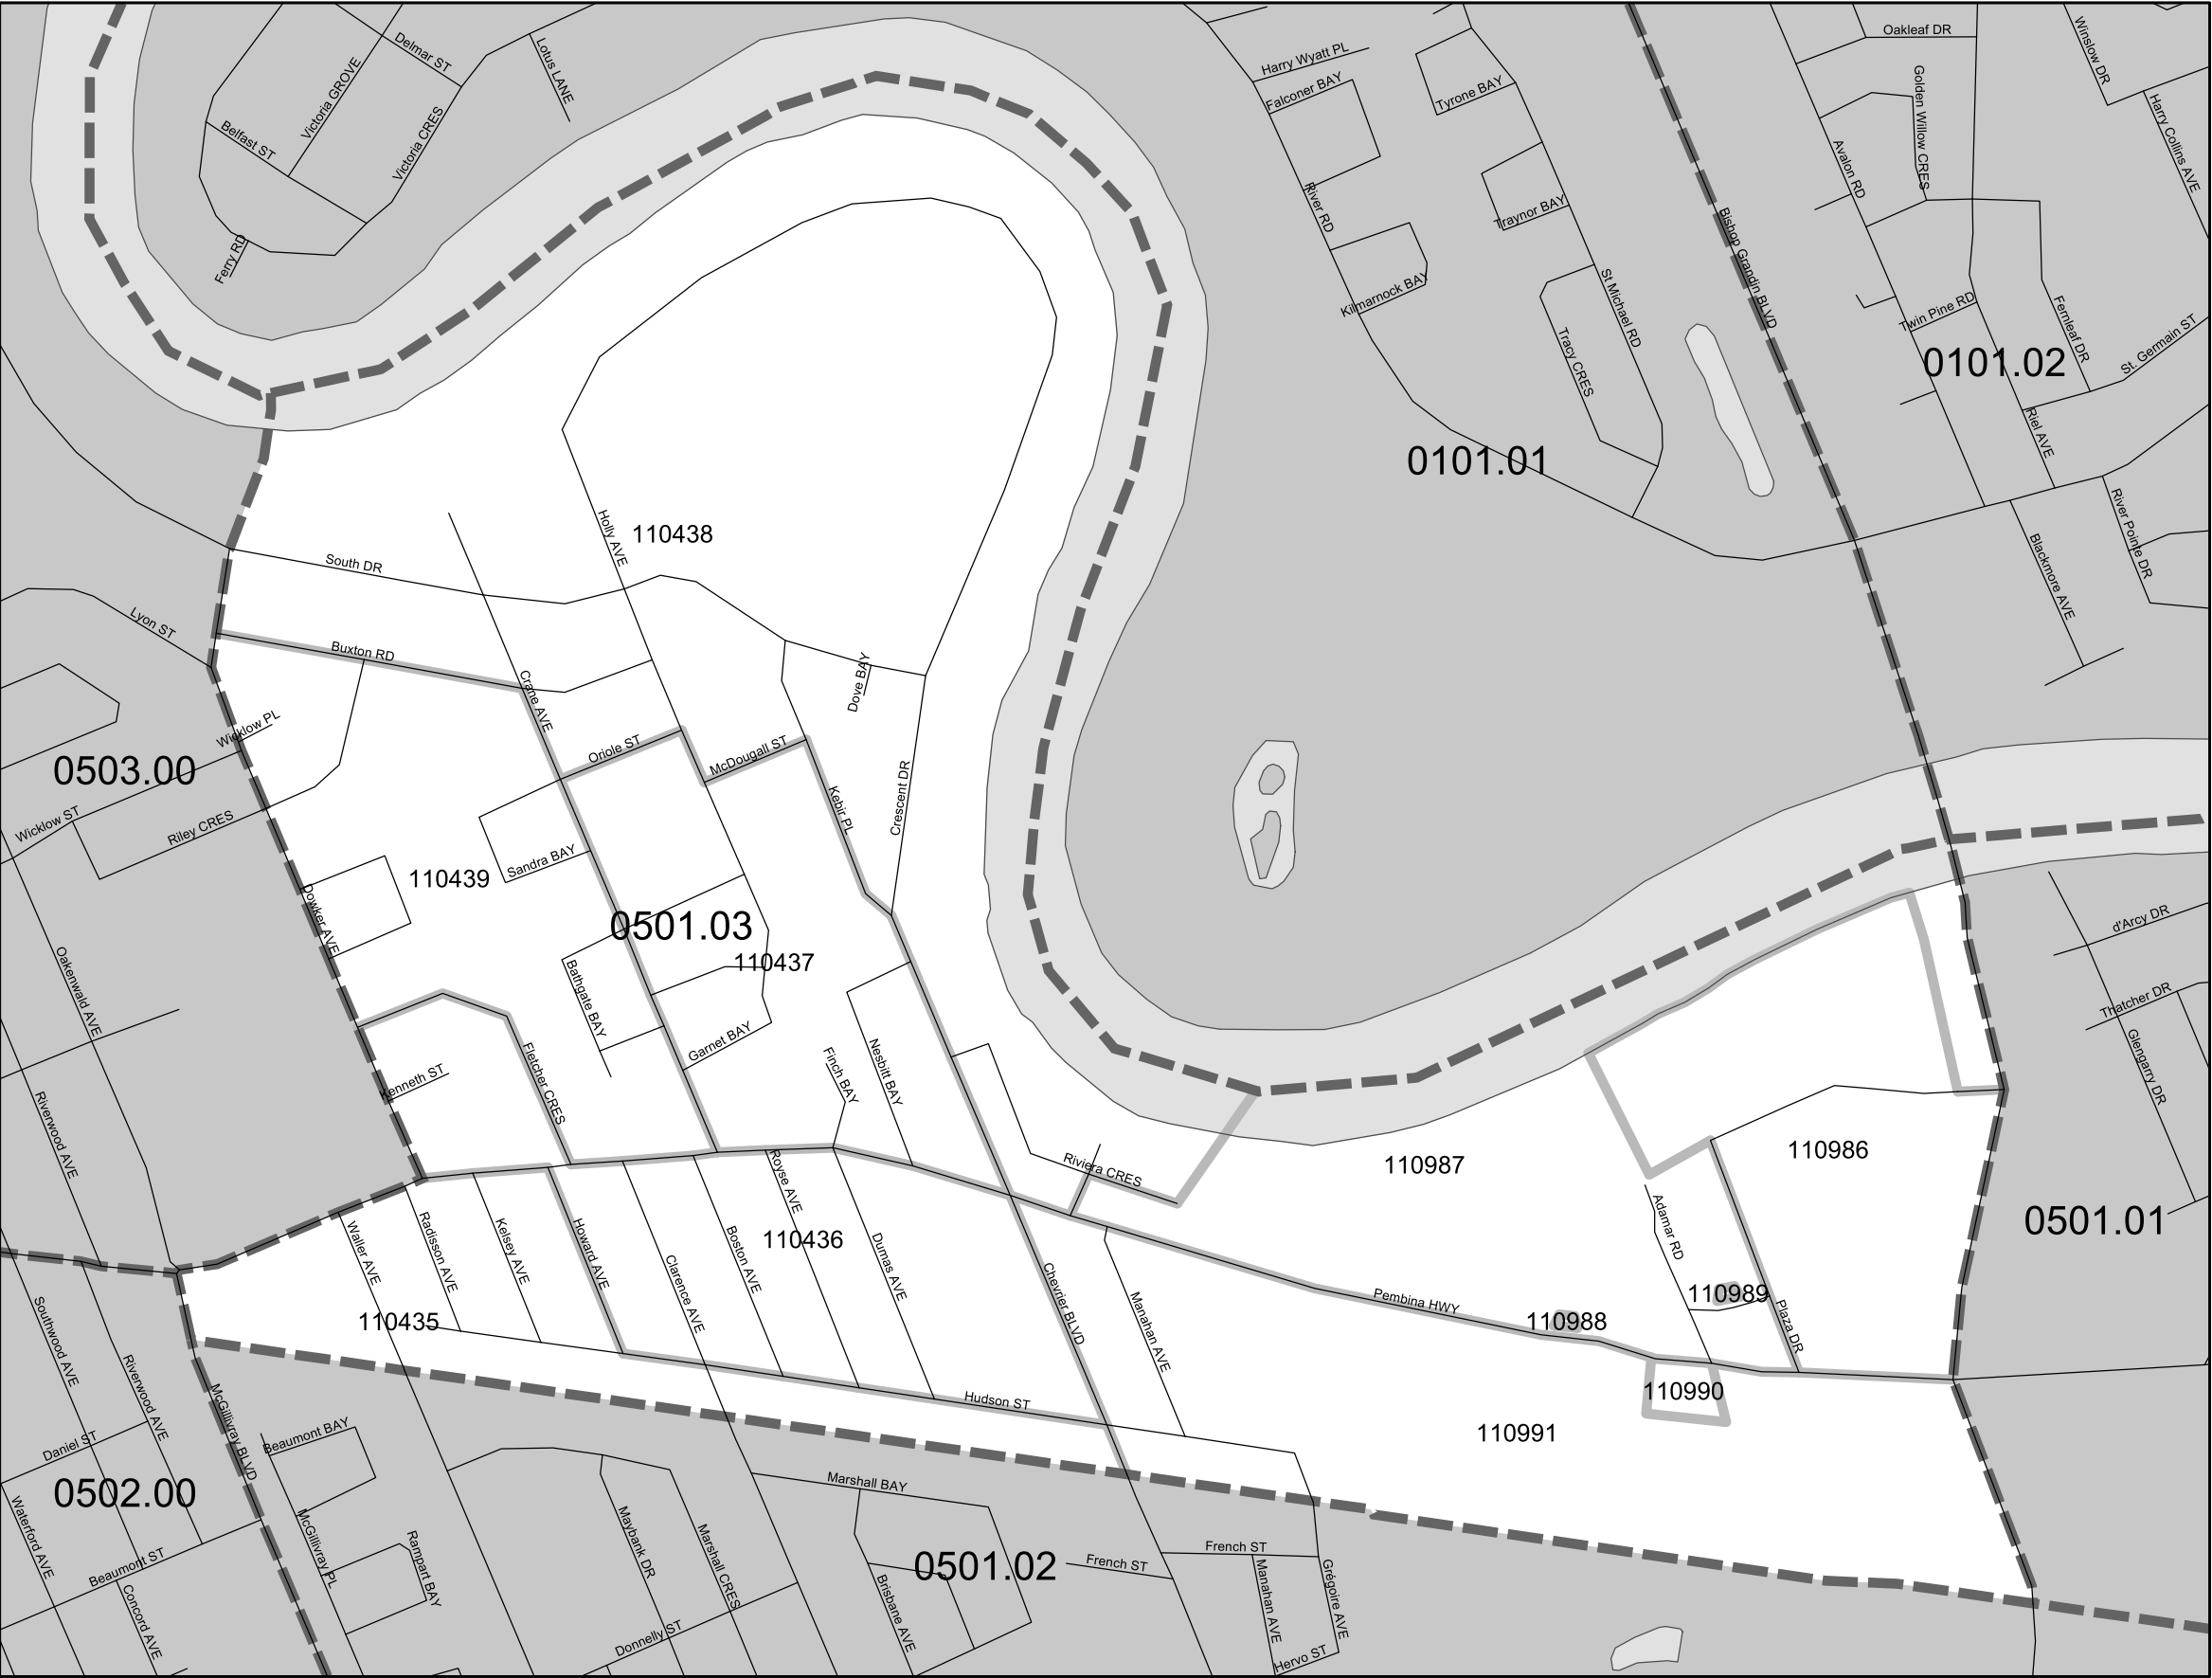 Delmar ST
Lotus LANE
Victoria GROVE
Victoria CRES
Belfast ST
Ferry RD
Harry Wyatt PL
Falconer BAY
Tyrone BAY
River RD
Traynor BAY
Kilmarnock BAY
St Michael RD
Tracy CRES
Bishop Grandin BLVD
Oakleaf DR
Winslow DR
Golden Willow CRES
Harry Collins AVE
Avalon RD
Twin Pine RD
Fernleaf DR
St. Germain ST
0101.02
0101.01
Riel AVE
River Pointe DR
Blackmore AVE
Holly AVE
110438
South DR
Lyon ST
Buxton RD
Crane AVE
Dove BAY
Wicklow PL
Oriole ST
McDougall ST
0503.00
Kebir PL
Crescent DR
Wicklow ST
Riley CRES
Sandra BAY
110439
Dowker AVE
0501.03
110437
Bathgate BAY
Oakenwald AVE
Garnet BAY
Finch BAY
Nesbitt BAY
Fletcher CRES
Kenneth ST
Riverwood AVE
d'Arcy DR
Thatcher DR
Glengarry DR
Riviera CRES
110987
110986
0501.01
Adamar RD
Royse AVE
110436
Waller AVE
Radisson AVE
Kelsey AVE
Howard AVE
Clarence AVE
Boston AVE
Dumas AVE
Chevrier BLVD
Manahan AVE
Pembina HWY
110989
110988
Plaza DR
110435
Southwood AVE
Riverwood AVE
McGillivray BLVD
Hudson ST
110990
110991
Beaumont BAY
Daniel ST
0502.00
Marshall BAY
Waterford AVE
McGillivray PL
Rampart BAY
Maybank DR
Marshall CRES
Beaumont ST
Concord AVE
0501.02
Brisbane AVE
French ST
French ST
Manahan AVE
Grégoire AVE
Donnelly ST
Hervo ST